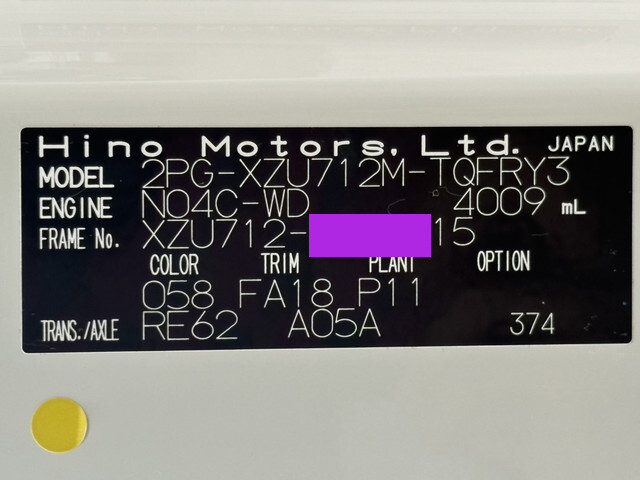 Hino Motors, Ltd. JAPAN
MODEL 2PG-XZU712M-TQFRY3
ENGINE N04C-WD 4009 mL
FRAME No. XZU712- 15
COLOR TRIM PLANT OPTION
058 FA18 P11
TRANS./AXLE RE62 A05A 374